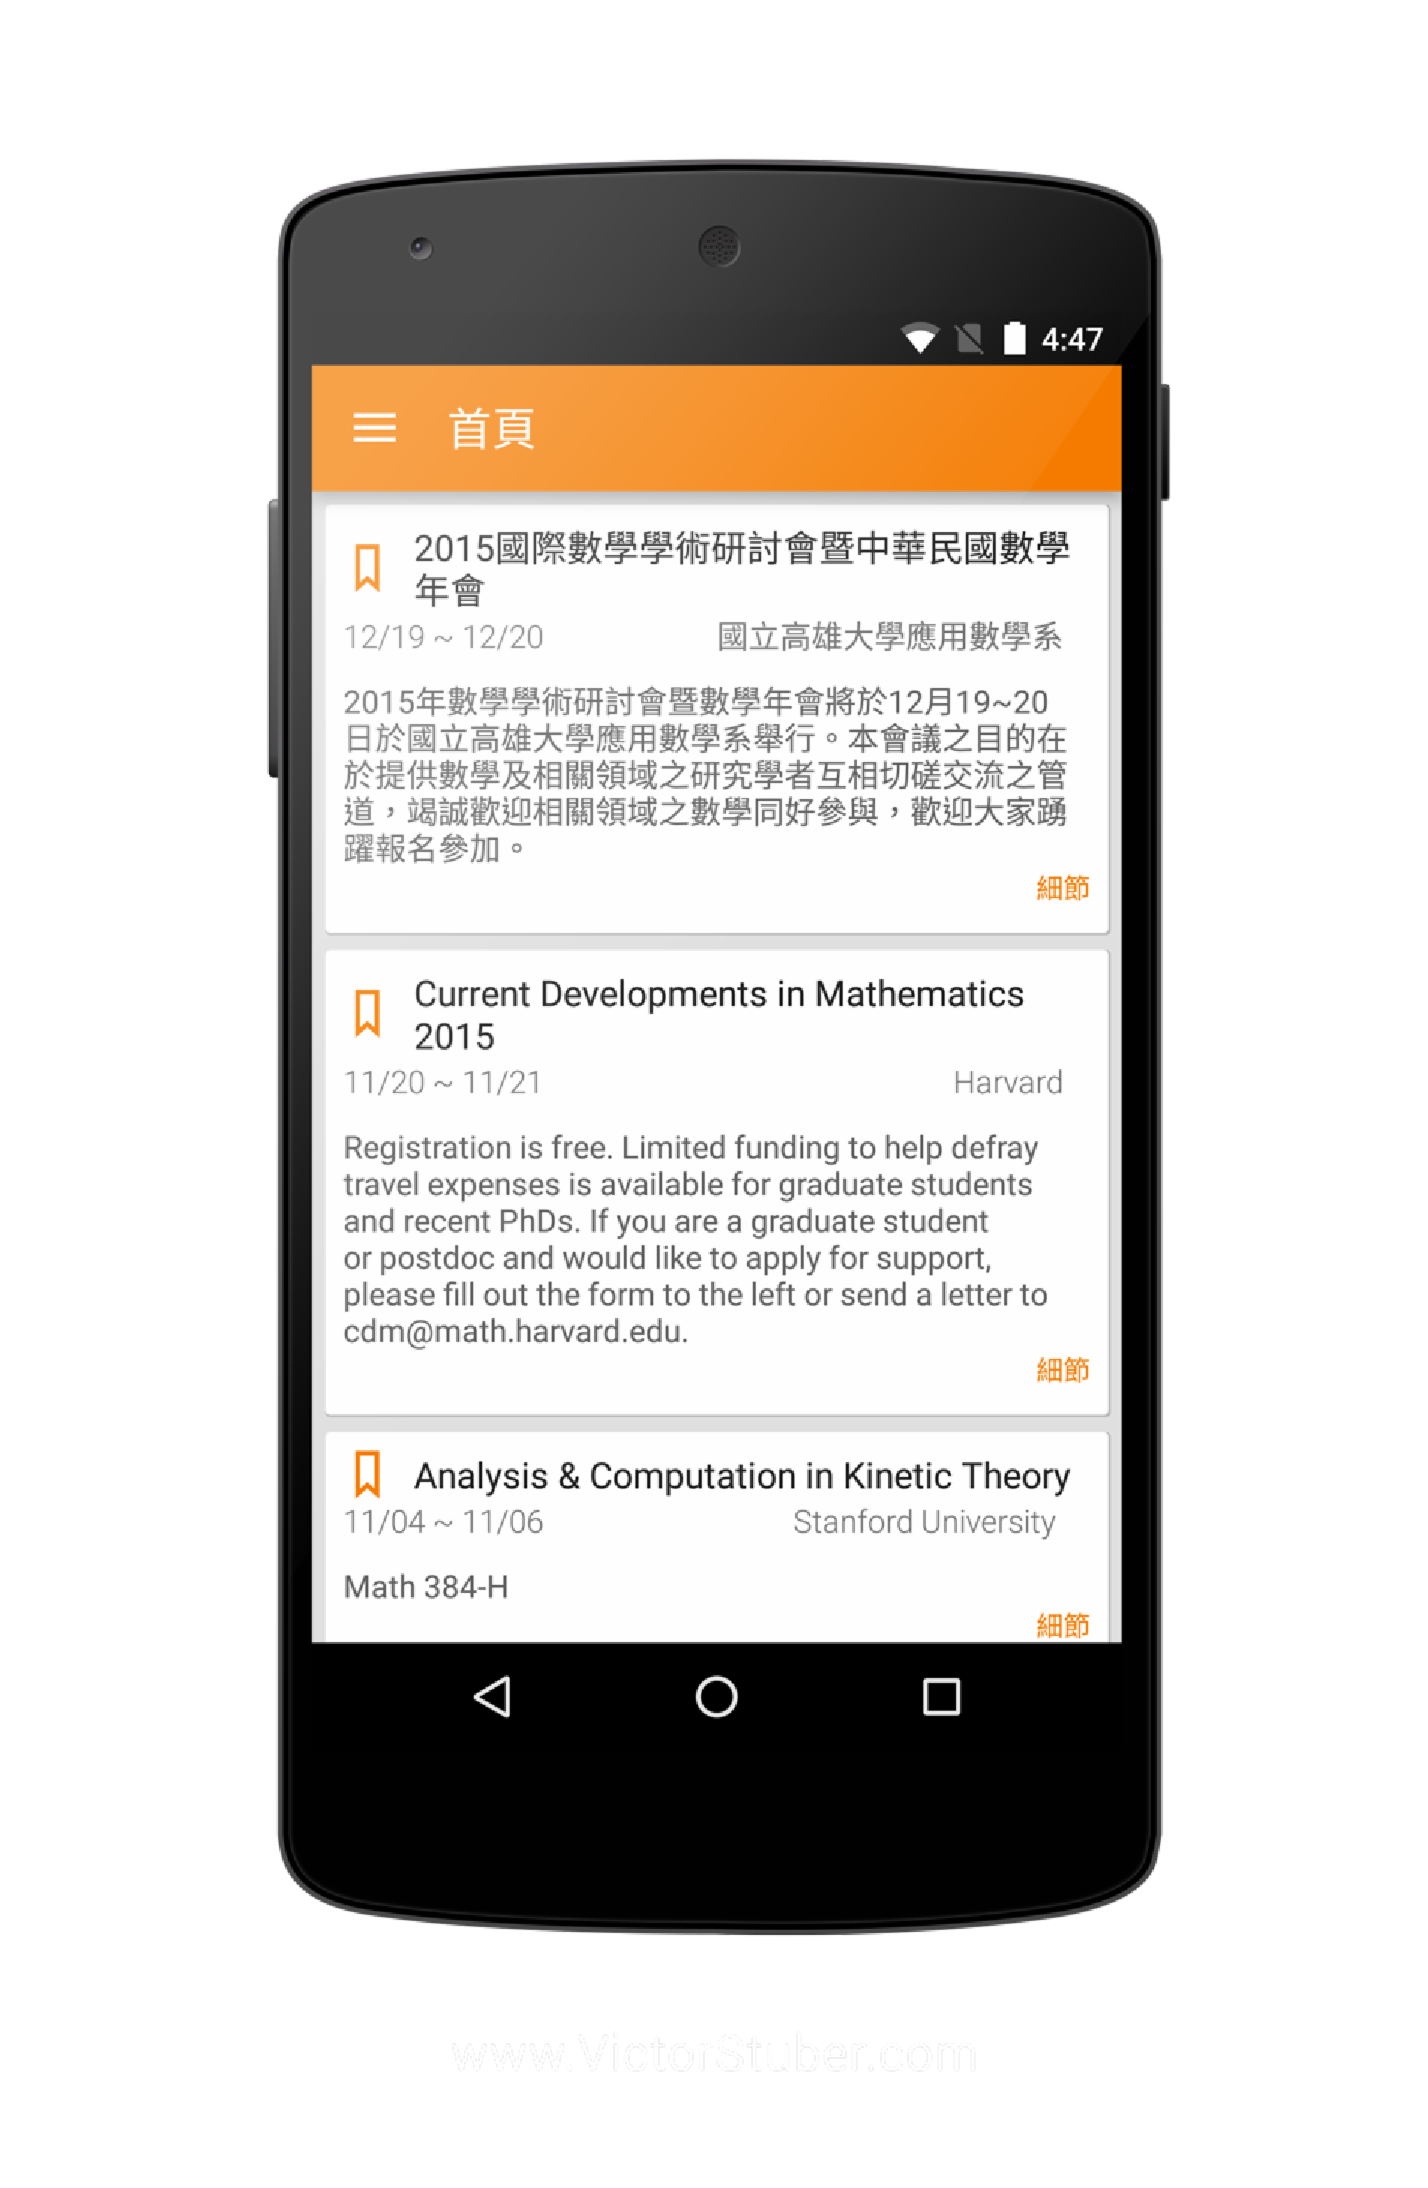 4:47
首頁
2015國際數學學術研討會暨中華民國數學
年會
12/19 ~ 12/20 國立高雄大學應用數學系
2015年數學學術研討會暨數學年會將於12月19~20
日於國立高雄大學應用數學系舉行。本會議之目的在
於提供數學及相關領域之研究學者互相切磋交流之管
道，竭誠歡迎相關領域之數學同好參與，歡迎大家踴
躍報名參加。
細節
Current Developments in Mathematics
2015
11/20 ~ 11/21 Harvard
Registration is free. Limited funding to help defray
travel expenses is available for graduate students
and recent PhDs. If you are a graduate student
or postdoc and would like to apply for support,
please fill out the form to the left or send a letter to
cdm@math.harvard.edu.
細節
Analysis & Computation in Kinetic Theory
11/04 ~ 11/06 Stanford University
Math 384-H
細節
www.VictorStuber.com